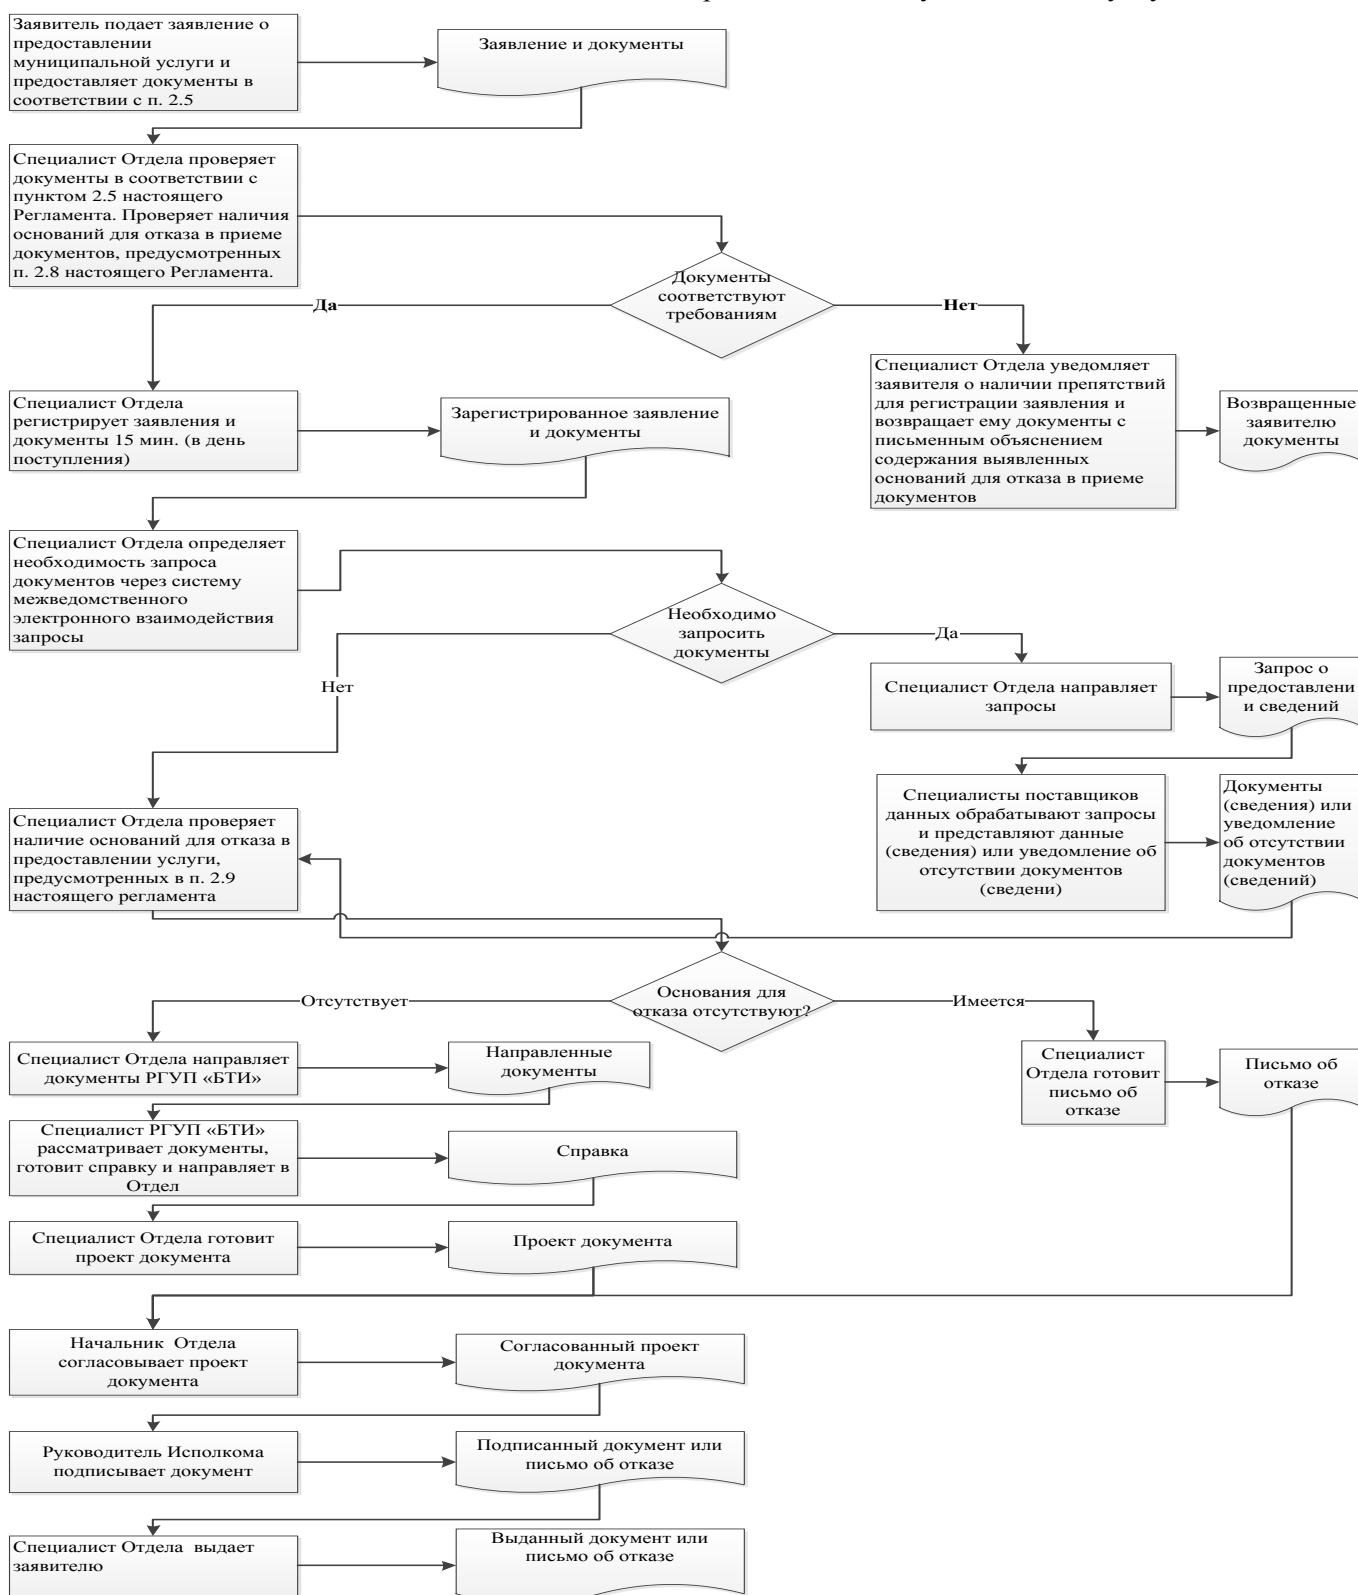 Заявитель подает заявление о
предоставлении
муниципальной услуги и
предоставляет документы в
соответствии с п. 2.5
Заявление и документы
Специалист Отдела проверяет
документы в соответствии с
пунктом 2.5 настоящего
Регламента. Проверяет наличия
оснований для отказа в приеме
документов, предусмотренных
п. 2.8 настоящего Регламента.
Документы
соответствуют
требованиям
Да
Нет
Специалист Отдела
регистрирует заявления и
документы 15 мин. (в день
поступления)
Зарегистрированное заявление
и документы
Специалист Отдела уведомляет
заявителя о наличии препятствий
для регистрации заявления и
возвращает ему документы с
письменным объяснением
содержания выявленных
оснований для отказа в приеме
документов
Возвращенные
заявителю
документы
Специалист Отдела определяет
необходимость запроса
документов через систему
межведомственного
электронного взаимодействия
запросы
Необходимо
запросить
документы
Да
Нет
Специалист Отдела направляет
запросы
Запрос о
предоставлени
и сведений
Специалисты поставщиков
данных обрабатывают запросы
и представляют данные
(сведения) или уведомление об
отсутствии документов
(сведени)
Документы
(сведения) или
уведомление
об отсутствии
документов
(сведений)
Специалист Отдела проверяет
наличие оснований для отказа в
предоставлении услуги,
предусмотренных в п. 2.9
настоящего регламента
Основания для
отказа отсутствуют?
Отсутствует
Имеется
Специалист Отдела направляет
документы РГУП «БТИ»
Направленные
документы
Специалист
Отдела готовит
письмо об
отказе
Письмо об
отказе
Специалист РГУП «БТИ»
рассматривает документы,
готовит справку и направляет в
Отдел
Справка
Специалист Отдела готовит
проект документа
Проект документа
Начальник Отдела
согласовывает проект
документа
Согласованный проект
документа
Руководитель Исполкома
подписывает документ
Подписанный документ или
письмо об отказе
Специалист Отдела выдает
заявителю
Выданный документ или
письмо об отказе